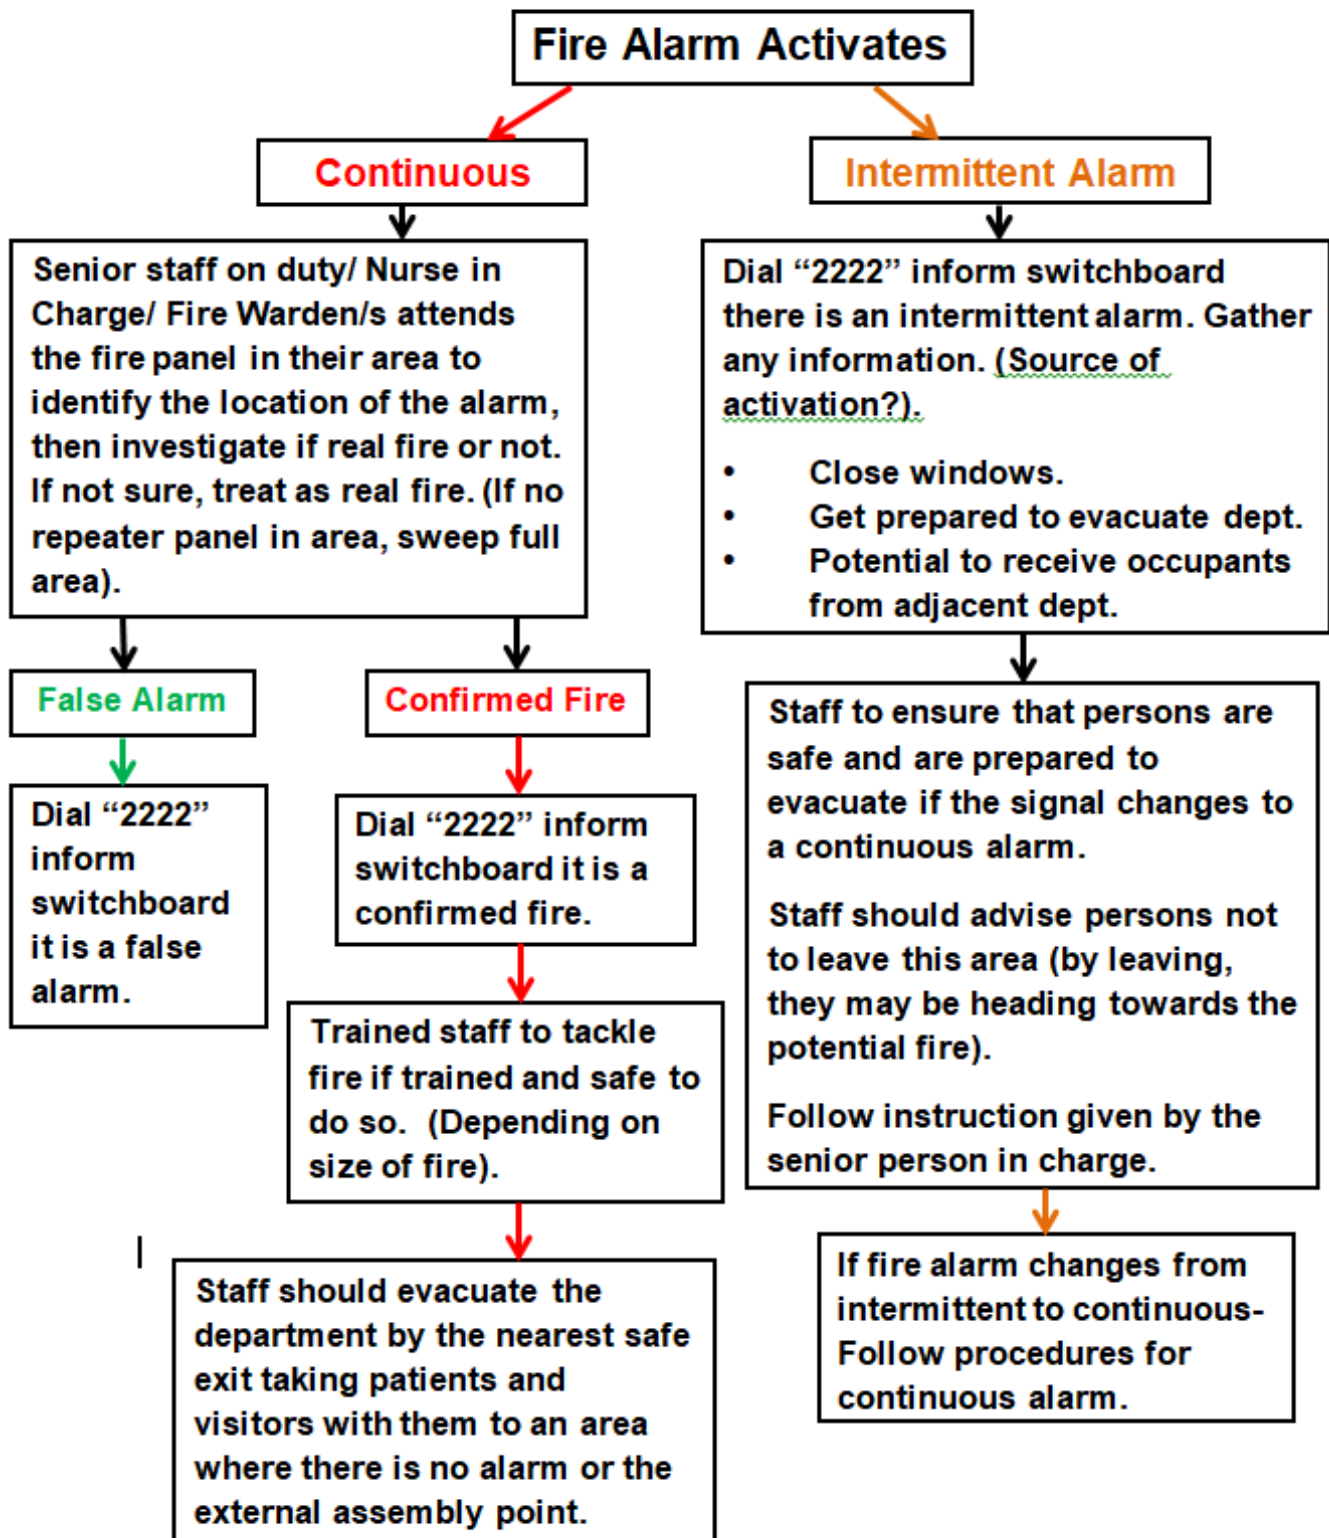 Fire Alarm Activates
Continuous
Senior staff on duty/ Nurse in
Charge/ Fire Warden/s attends
the fire panel in their area to
identify the location of the alarm,
then investigate if real fire or not.
If not sure, treat as real fire. (If no
repeater panel in area, sweep full
area).
False Alarm
Dial “2222”
inform
switchboard
it is a false
alarm.
Confirmed Fire
Dial “2222” inform
switchboard it is a
confirmed fire.
Trained staff to tackle
fire if trained and safe to
do so. (Depending on
size of fire).
Staff should evacuate the
department by the nearest safe
exit taking patients and
visitors with them to an area
where there is no alarm or the
external assembly point.
Intermittent Alarm
Dial “2222” inform switchboard
there is an intermittent alarm. Gather
any information. (Source of
activation?).
• Close windows.
• Get prepared to evacuate dept.
• Potential to receive occupants
from adjacent dept.
Staff to ensure that persons are
safe and are prepared to
evacuate if the signal changes to
a continuous alarm.
Staff should advise persons not
to leave this area (by leaving,
they may be heading towards the
potential fire).
Follow instruction given by the
senior person in charge.
If fire alarm changes from
intermittent to continuous-
Follow procedures for
continuous alarm.